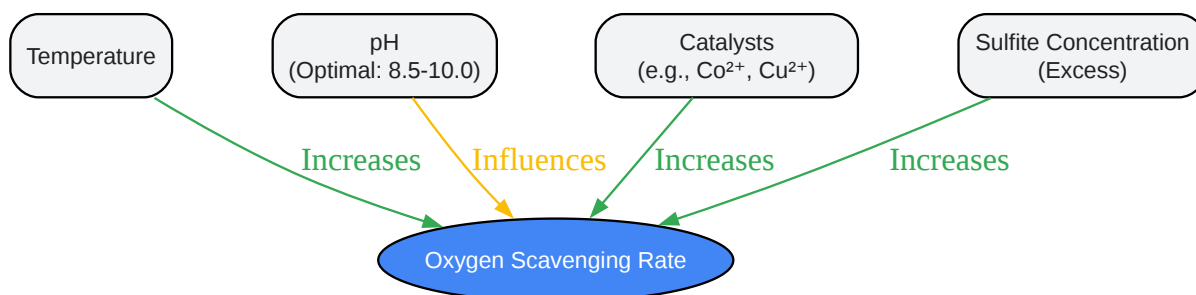 Temperature
pH
(Optimal: 8.5-10.0)
Catalysts
(e.g., Co²⁺, Cu²⁺)
Sulfite Concentration
(Excess)
Increases
Influences
Increases
Increases
Oxygen Scavenging Rate